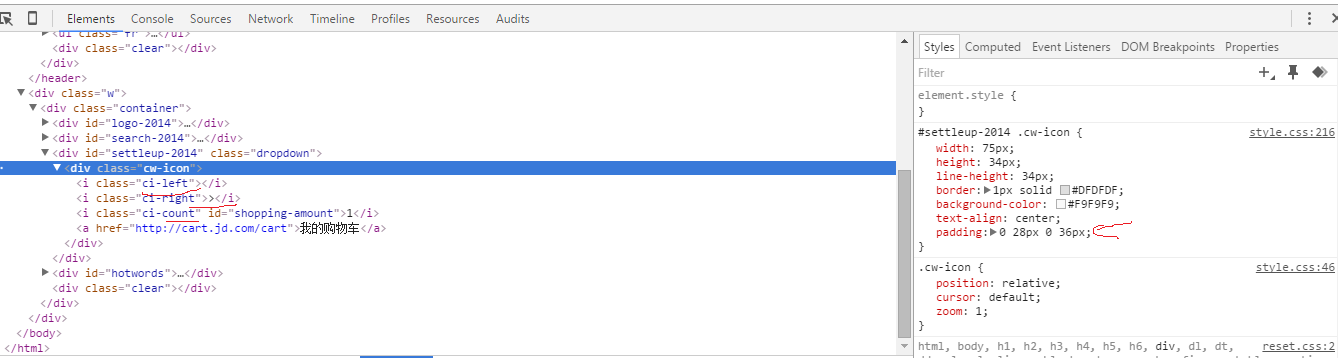 Elements Console Sources Network Timeline Profiles Resources Audits
<ul class="fr">…</ul>
<div class="clear"></div>
</div>
</header>
<div class="w">
<div class="container">
<div id="logo-2014">…</div>
<div id="search-2014">…</div>
<div id="settleup-2014" class="dropdown">
<div class="cw-icon">
<i class="ci-left"></i>
<i class="ci-right">></i>
<i class="ci-count" id="shopping-amount">1</i>
<a href="http://cart.jd.com/cart">我的购物车</a>
</div>
</div>
<div id="hotwords">…</div>
<div class="clear"></div>
</div>
</div>
</body>
</html>
Styles Computed Event Listeners DOM Breakpoints Properties
Filter
element.style {
}
#settleup-2014 .cw-icon { style.css:216
width: 75px;
height: 34px;
line-height: 34px;
border: 1px solid #DFDFDF;
background-color: #F9F9F9;
text-align: center;
padding: 0 28px 0 36px;
}
.cw-icon { style.css:46
position: relative;
cursor: default;
zoom: 1;
}
html, body, h1, h2, h3, h4, h5, h6, div, dl, dt, reset.css:2